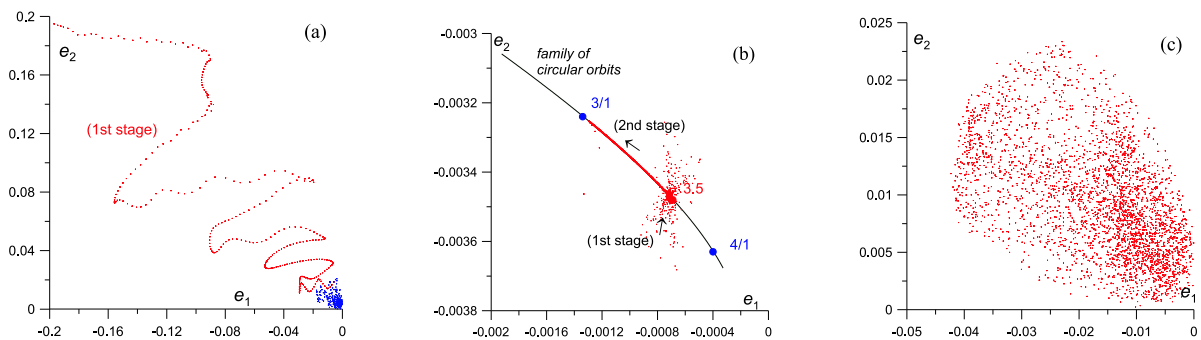 0.2
0.16
0.12
0.08
0.04
0
e2
(a)
(1st stage)
e1
-0.2 -0.16 -0.12 -0.08 -0.04 0
-0.003
-0.0032
-0.0034
-0.0036
-0.0038
e2
(b)
family of
circular orbits
3/1
(2nd stage)
3.5
(1st stage)
4/1
e1
-0.002 -0.0016 -0.0012 -0.0008 -0.0004 0
0.025
0.02
0.015
0.01
0.005
0
e2
(c)
e1
-0.05 -0.04 -0.03 -0.02 -0.01 0